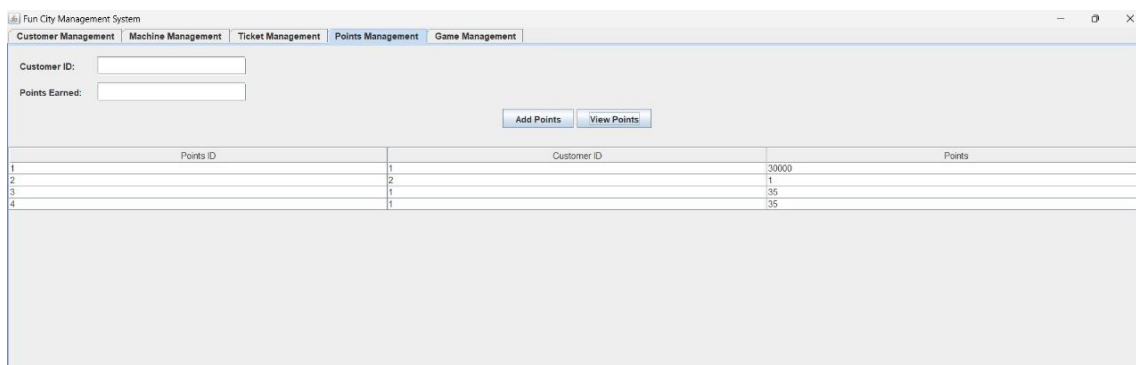 Fun City Management System
Customer Management Machine Management Ticket Management Points Management Game Management
Customer ID:
Points Earned:
Add Points View Points
Points ID Customer ID Points
1 1 30000
2 2 1
3 1 35
4 1 35